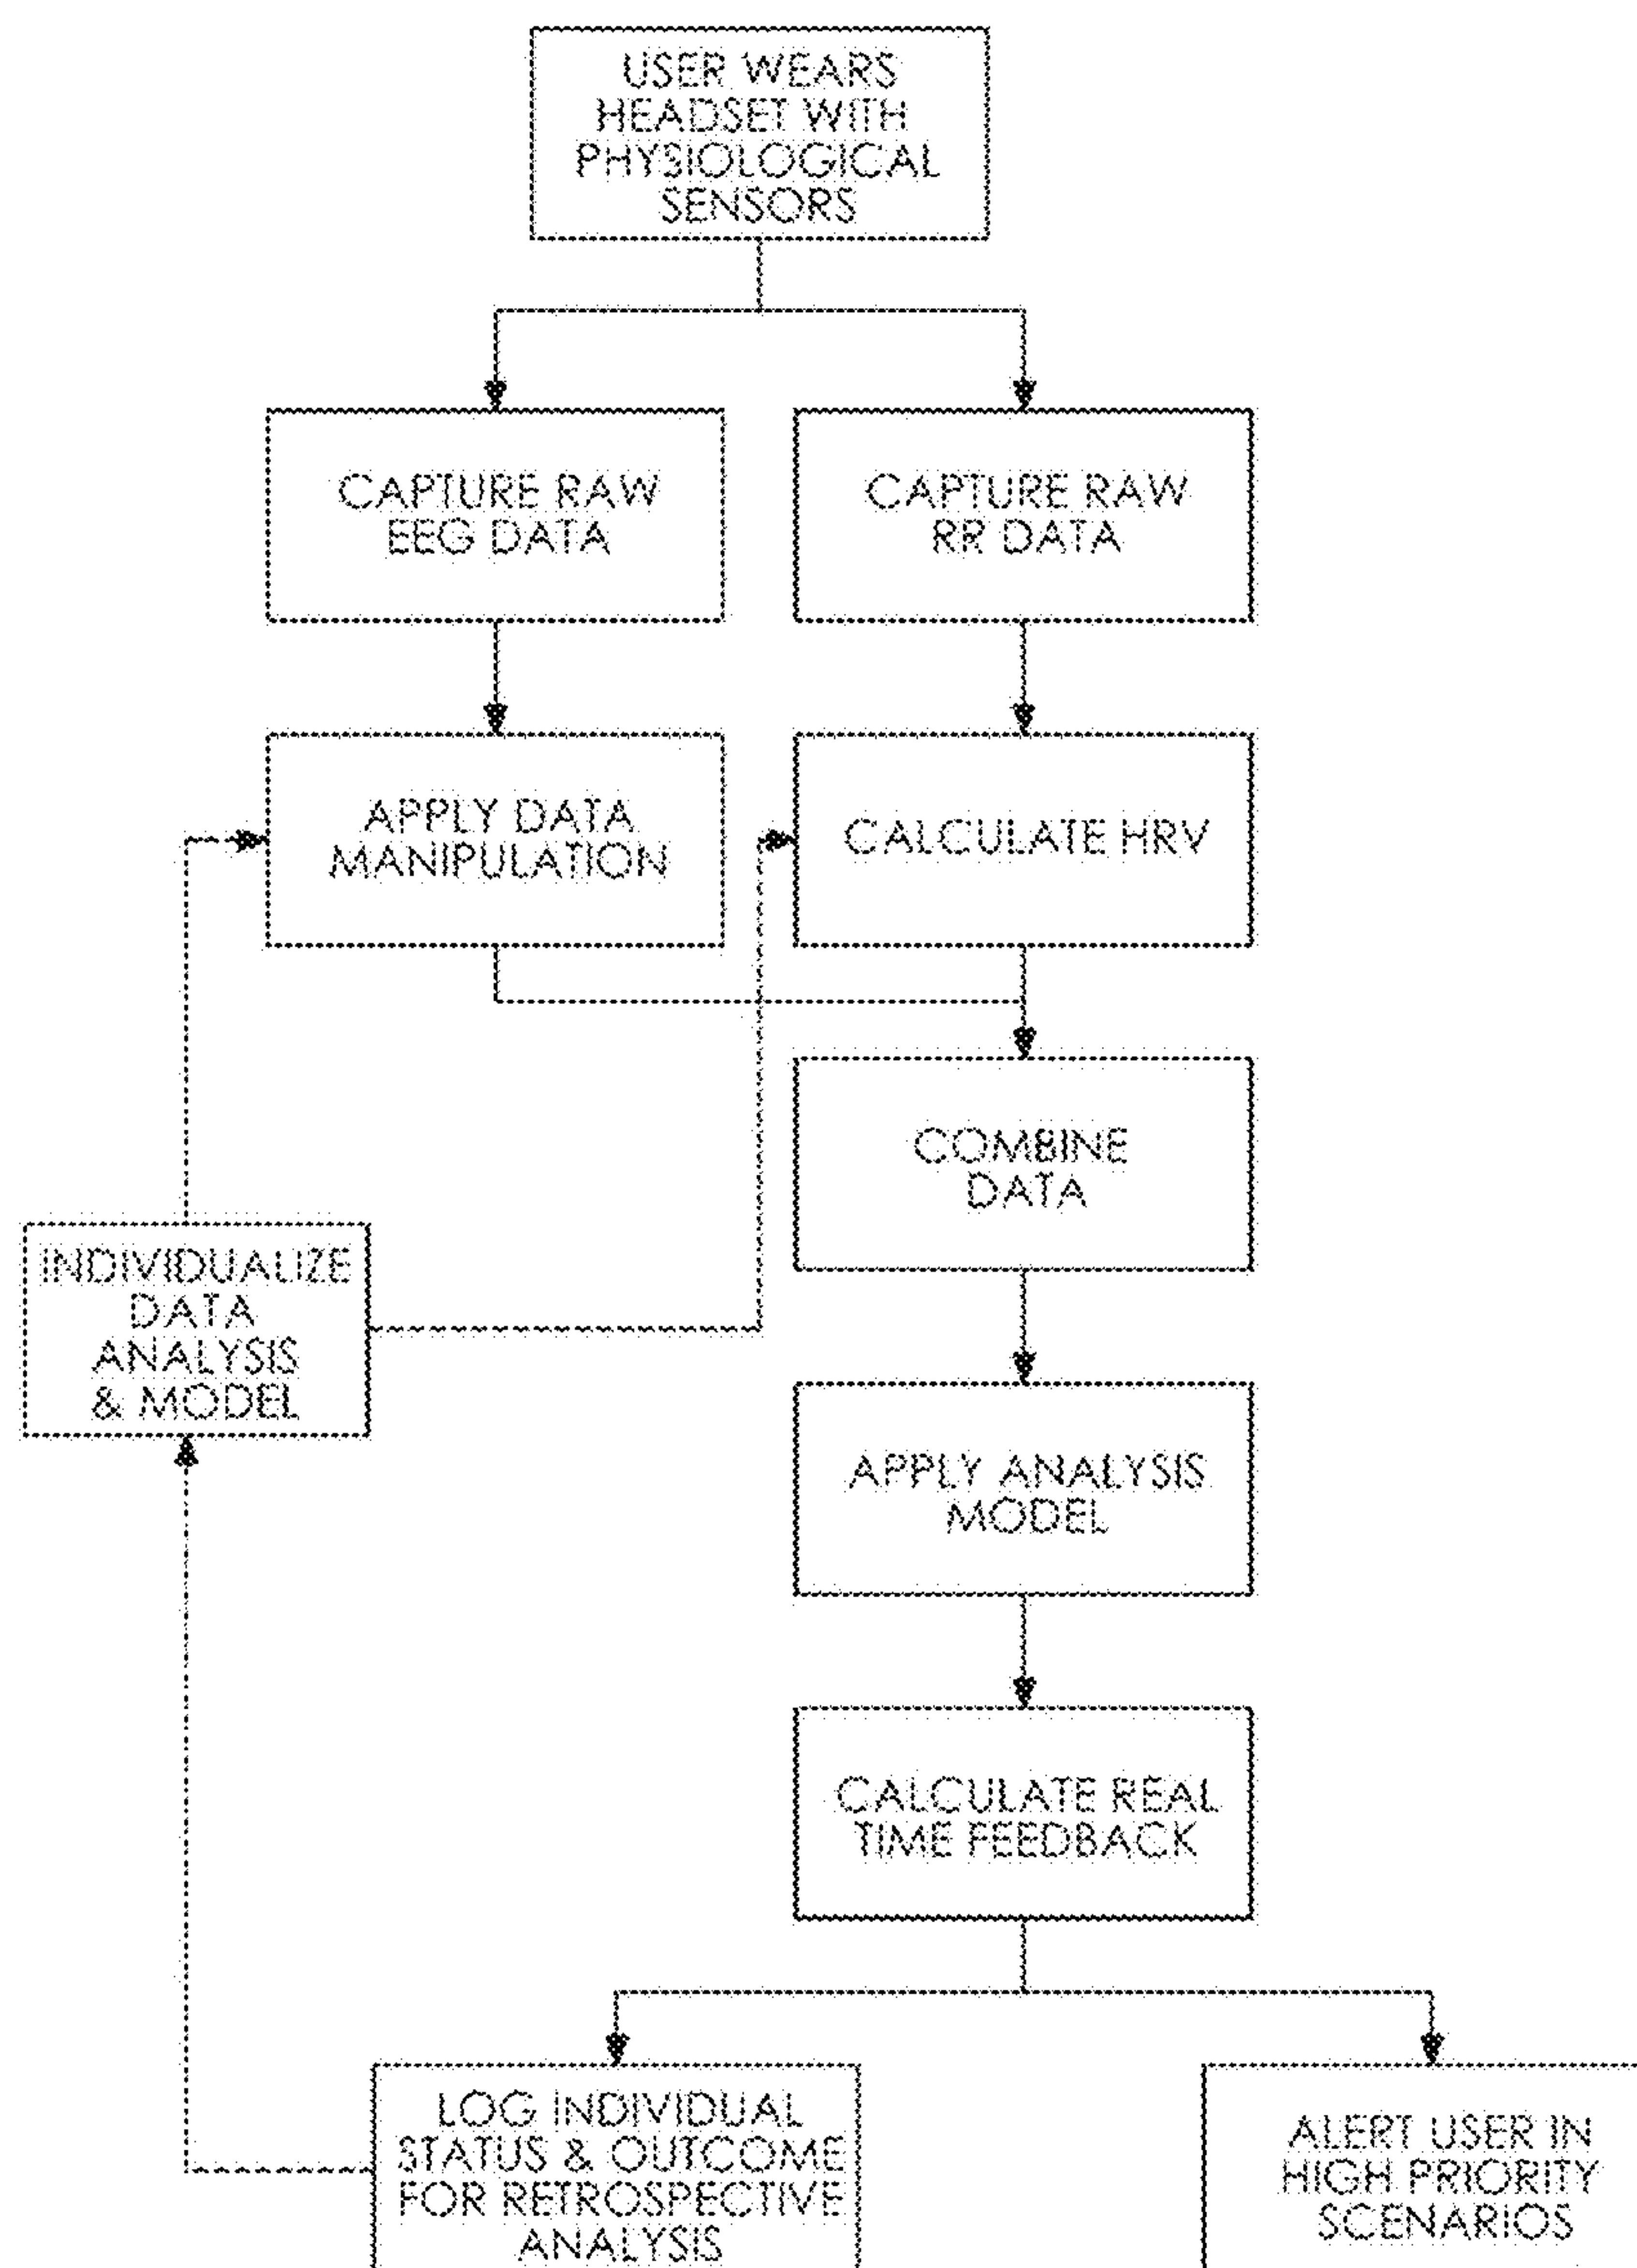 USER WEARS
HEADSET WITH
PHYSIOLOGICAL
SENSORS
CAPTURE RAW
EEG DATA
CAPTURE RAW
RR DATA
APPLY DATA
MANIPULATION
CALCULATE HRV
COMBINE
DATA
INDIVIDUALIZE
DATA
ANALYSIS
& MODEL
APPLY ANALYSIS
MODEL
CALCULATE REAL
TIME FEEDBACK
LOG INDIVIDUAL
STATUS & OUTCOME
FOR RETROSPECTIVE
ANALYSIS
ALERT USER IN
HIGH PRIORITY
SCENARIOS